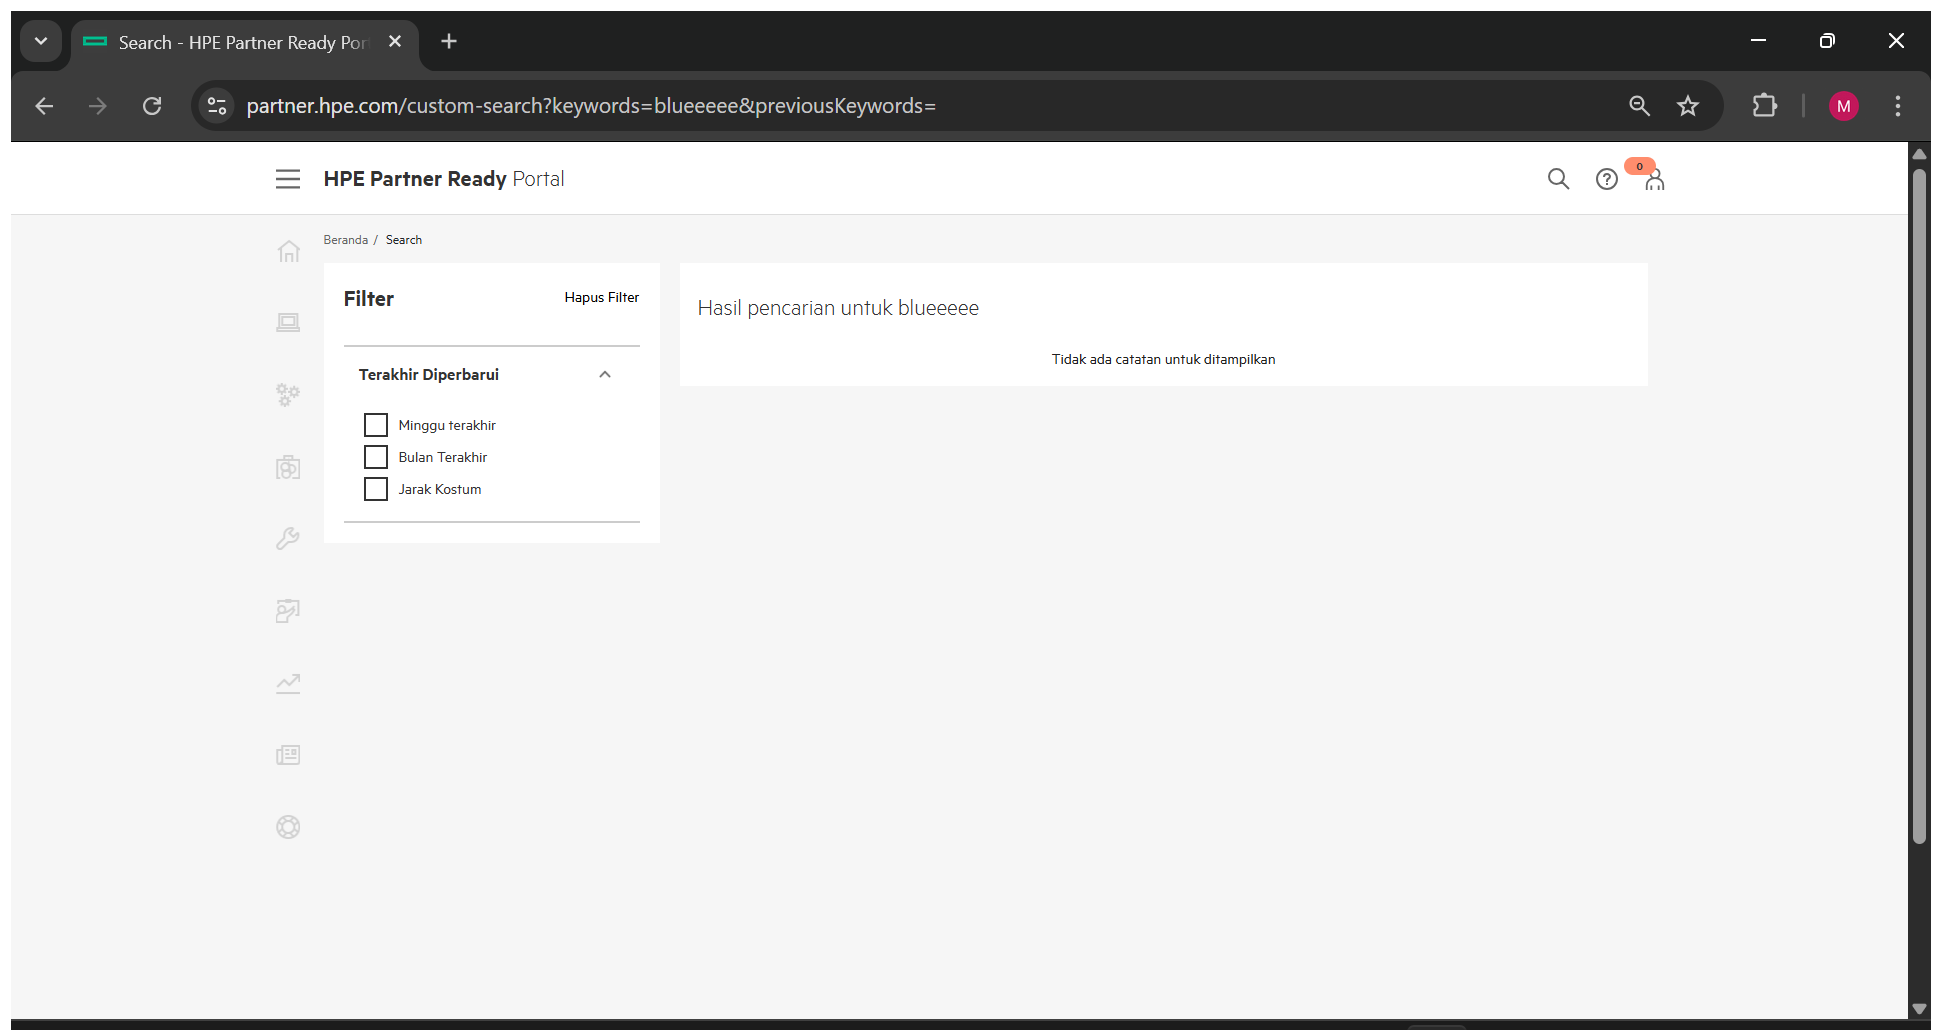 Search - HPE Partner Ready Por
partner.hpe.com/custom-search?keywords=blueeeee&previousKeywords=
M
HPE Partner Ready Portal
0
Beranda / Search
Filter
Hapus Filter
Terakhir Diperbarui
Minggu terakhir
Bulan Terakhir
Jarak Kostum
Hasil pencarian untuk blueeeee
Tidak ada catatan untuk ditampilkan